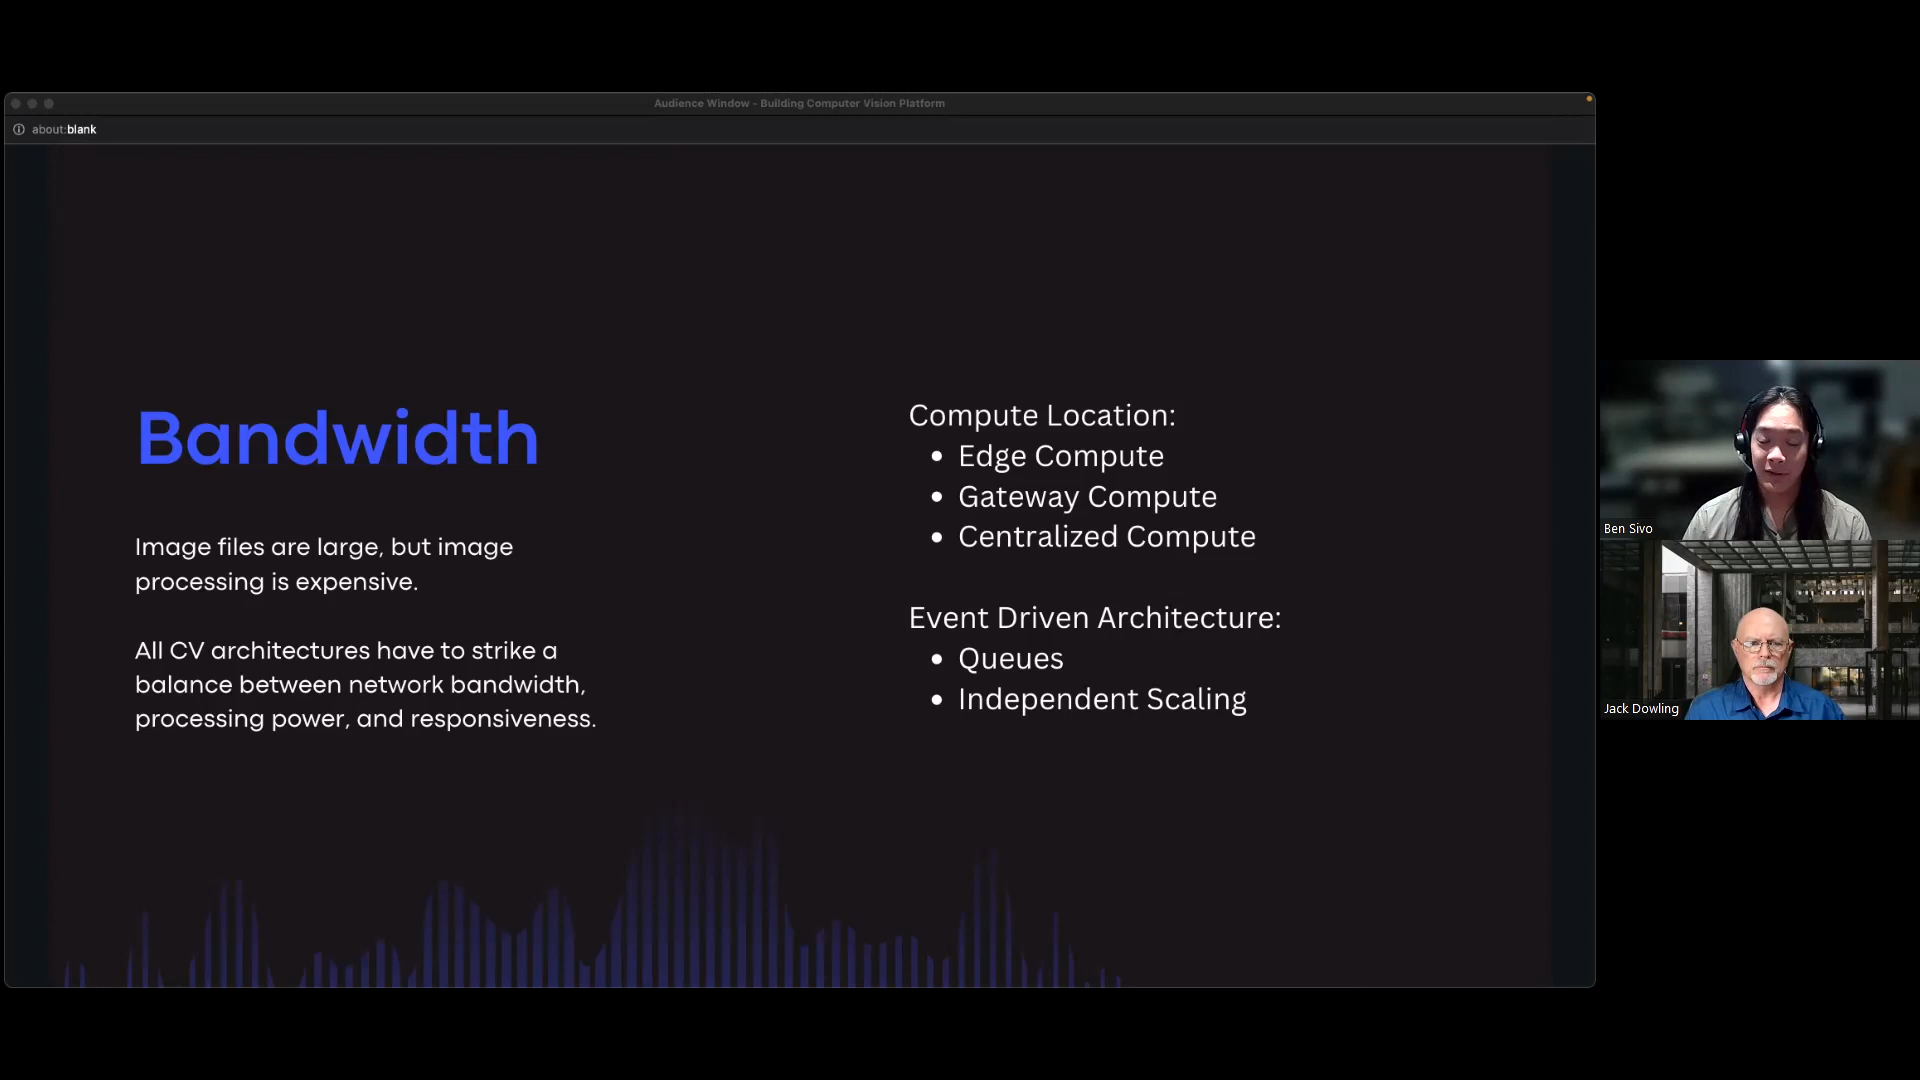 Audience Window - Building Computer Vision Platform
about:blank
Bandwidth
Image files are large, but image
processing is expensive.
All CV architectures have to strike a
balance between network bandwidth,
processing power, and responsiveness.
Compute Location:
• Edge Compute
• Gateway Compute
• Centralized Compute
Event Driven Architecture:
• Queues
• Independent Scaling
Ben Sivo
Jack Dowling